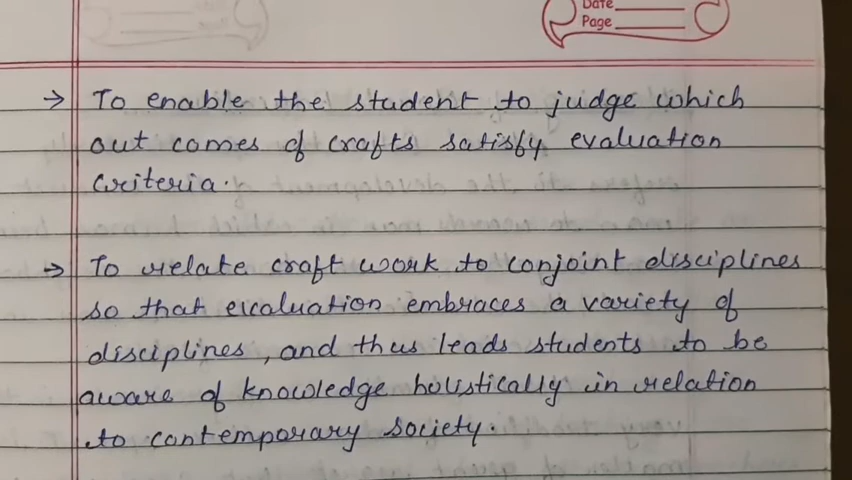 Date
Page
→ To enable the student to judge which
out comes of crafts satisfy evaluation
criteria.
→ To relate craft work to conjoint disciplines
so that evaluation embraces a variety of
disciplines, and thus leads students to be
aware of knowledge holistically in relation
to contemporary society.